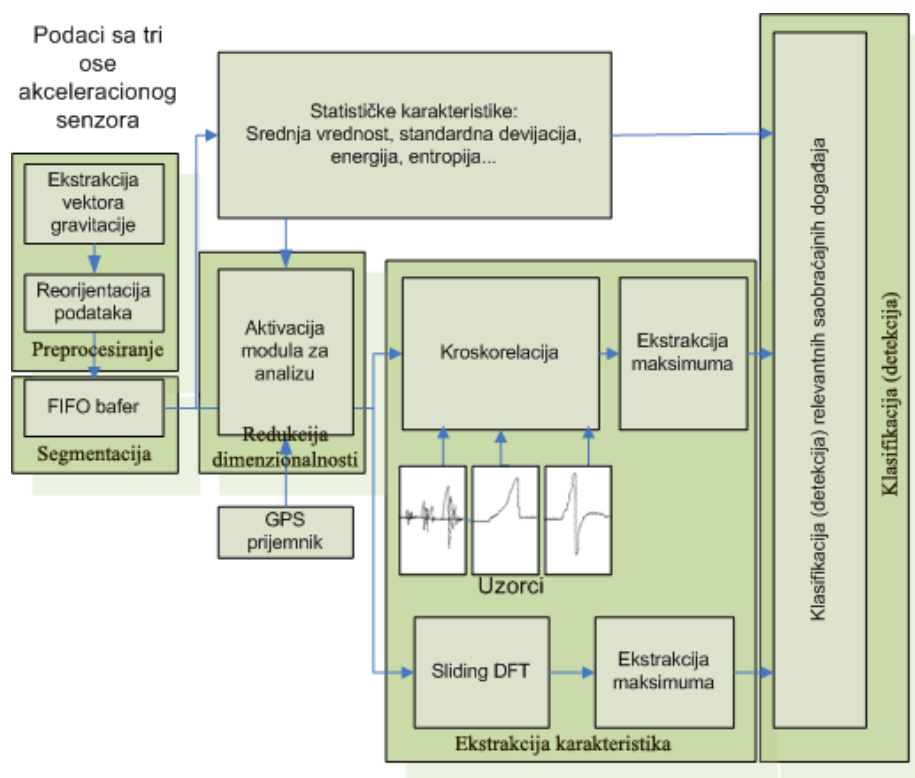 Podaci sa tri
ose
akceleracionog
senzora
Ekstrakcija
vektora
gravitacije
Reorijentacija
podataka
Preprocesiranje
FIFO bafer
Segmentacija
Statističke karakteristike:
Srednja vrednost, standardna devijacija,
energija, entropija...
Aktivacija
modula za
analizu
Redukcija
dimenzionalnosti
GPS
prijemnik
Kroskorelacija
Ekstrakcija
maksimuma
Uzorci
Sliding DFT
Ekstrakcija
maksimuma
Ekstrakcija karakteristika
Klasifikacija (detekcija) relevantnih saobraćajnih događaja
Klasifikacija (detekcija)